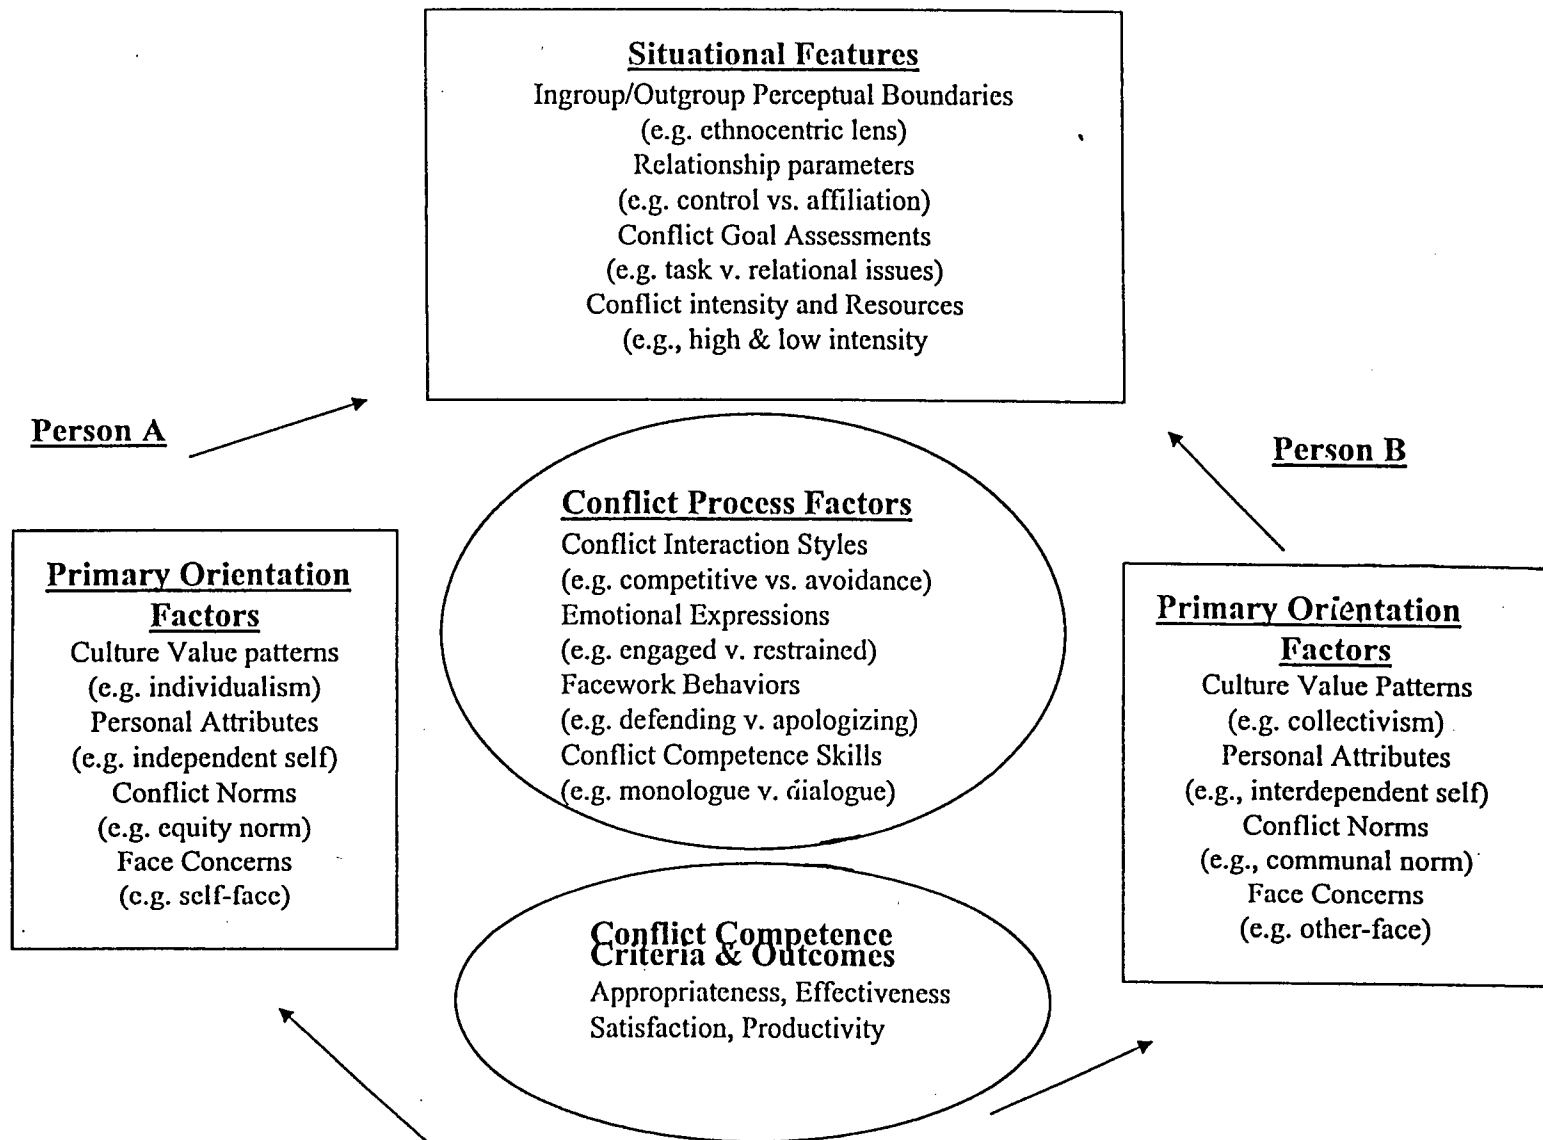 Situational Features
Ingroup/Outgroup Perceptual Boundaries
(e.g. ethnocentric lens)
Relationship parameters
(e.g. control vs. affiliation)
Conflict Goal Assessments
(e.g. task v. relational issues)
Conflict intensity and Resources
(e.g., high & low intensity
Person A
Person B
Primary Orientation
Factors
Culture Value patterns
(e.g. individualism)
Personal Attributes
(e.g. independent self)
Conflict Norms
(e.g. equity norm)
Face Concerns
(e.g. self-face)
Conflict Process Factors
Conflict Interaction Styles
(e.g. competitive vs. avoidance)
Emotional Expressions
(e.g. engaged v. restrained)
Facework Behaviors
(e.g. defending v. apologizing)
Conflict Competence Skills
(e.g. monologue v. dialogue)
Primary Orientation
Factors
Culture Value Patterns
(e.g. collectivism)
Personal Attributes
(e.g., interdependent self)
Conflict Norms
(e.g., communal norm)
Face Concerns
(e.g. other-face)
Conflict Competence
Criteria & Outcomes
Appropriateness, Effectiveness
Satisfaction, Productivity